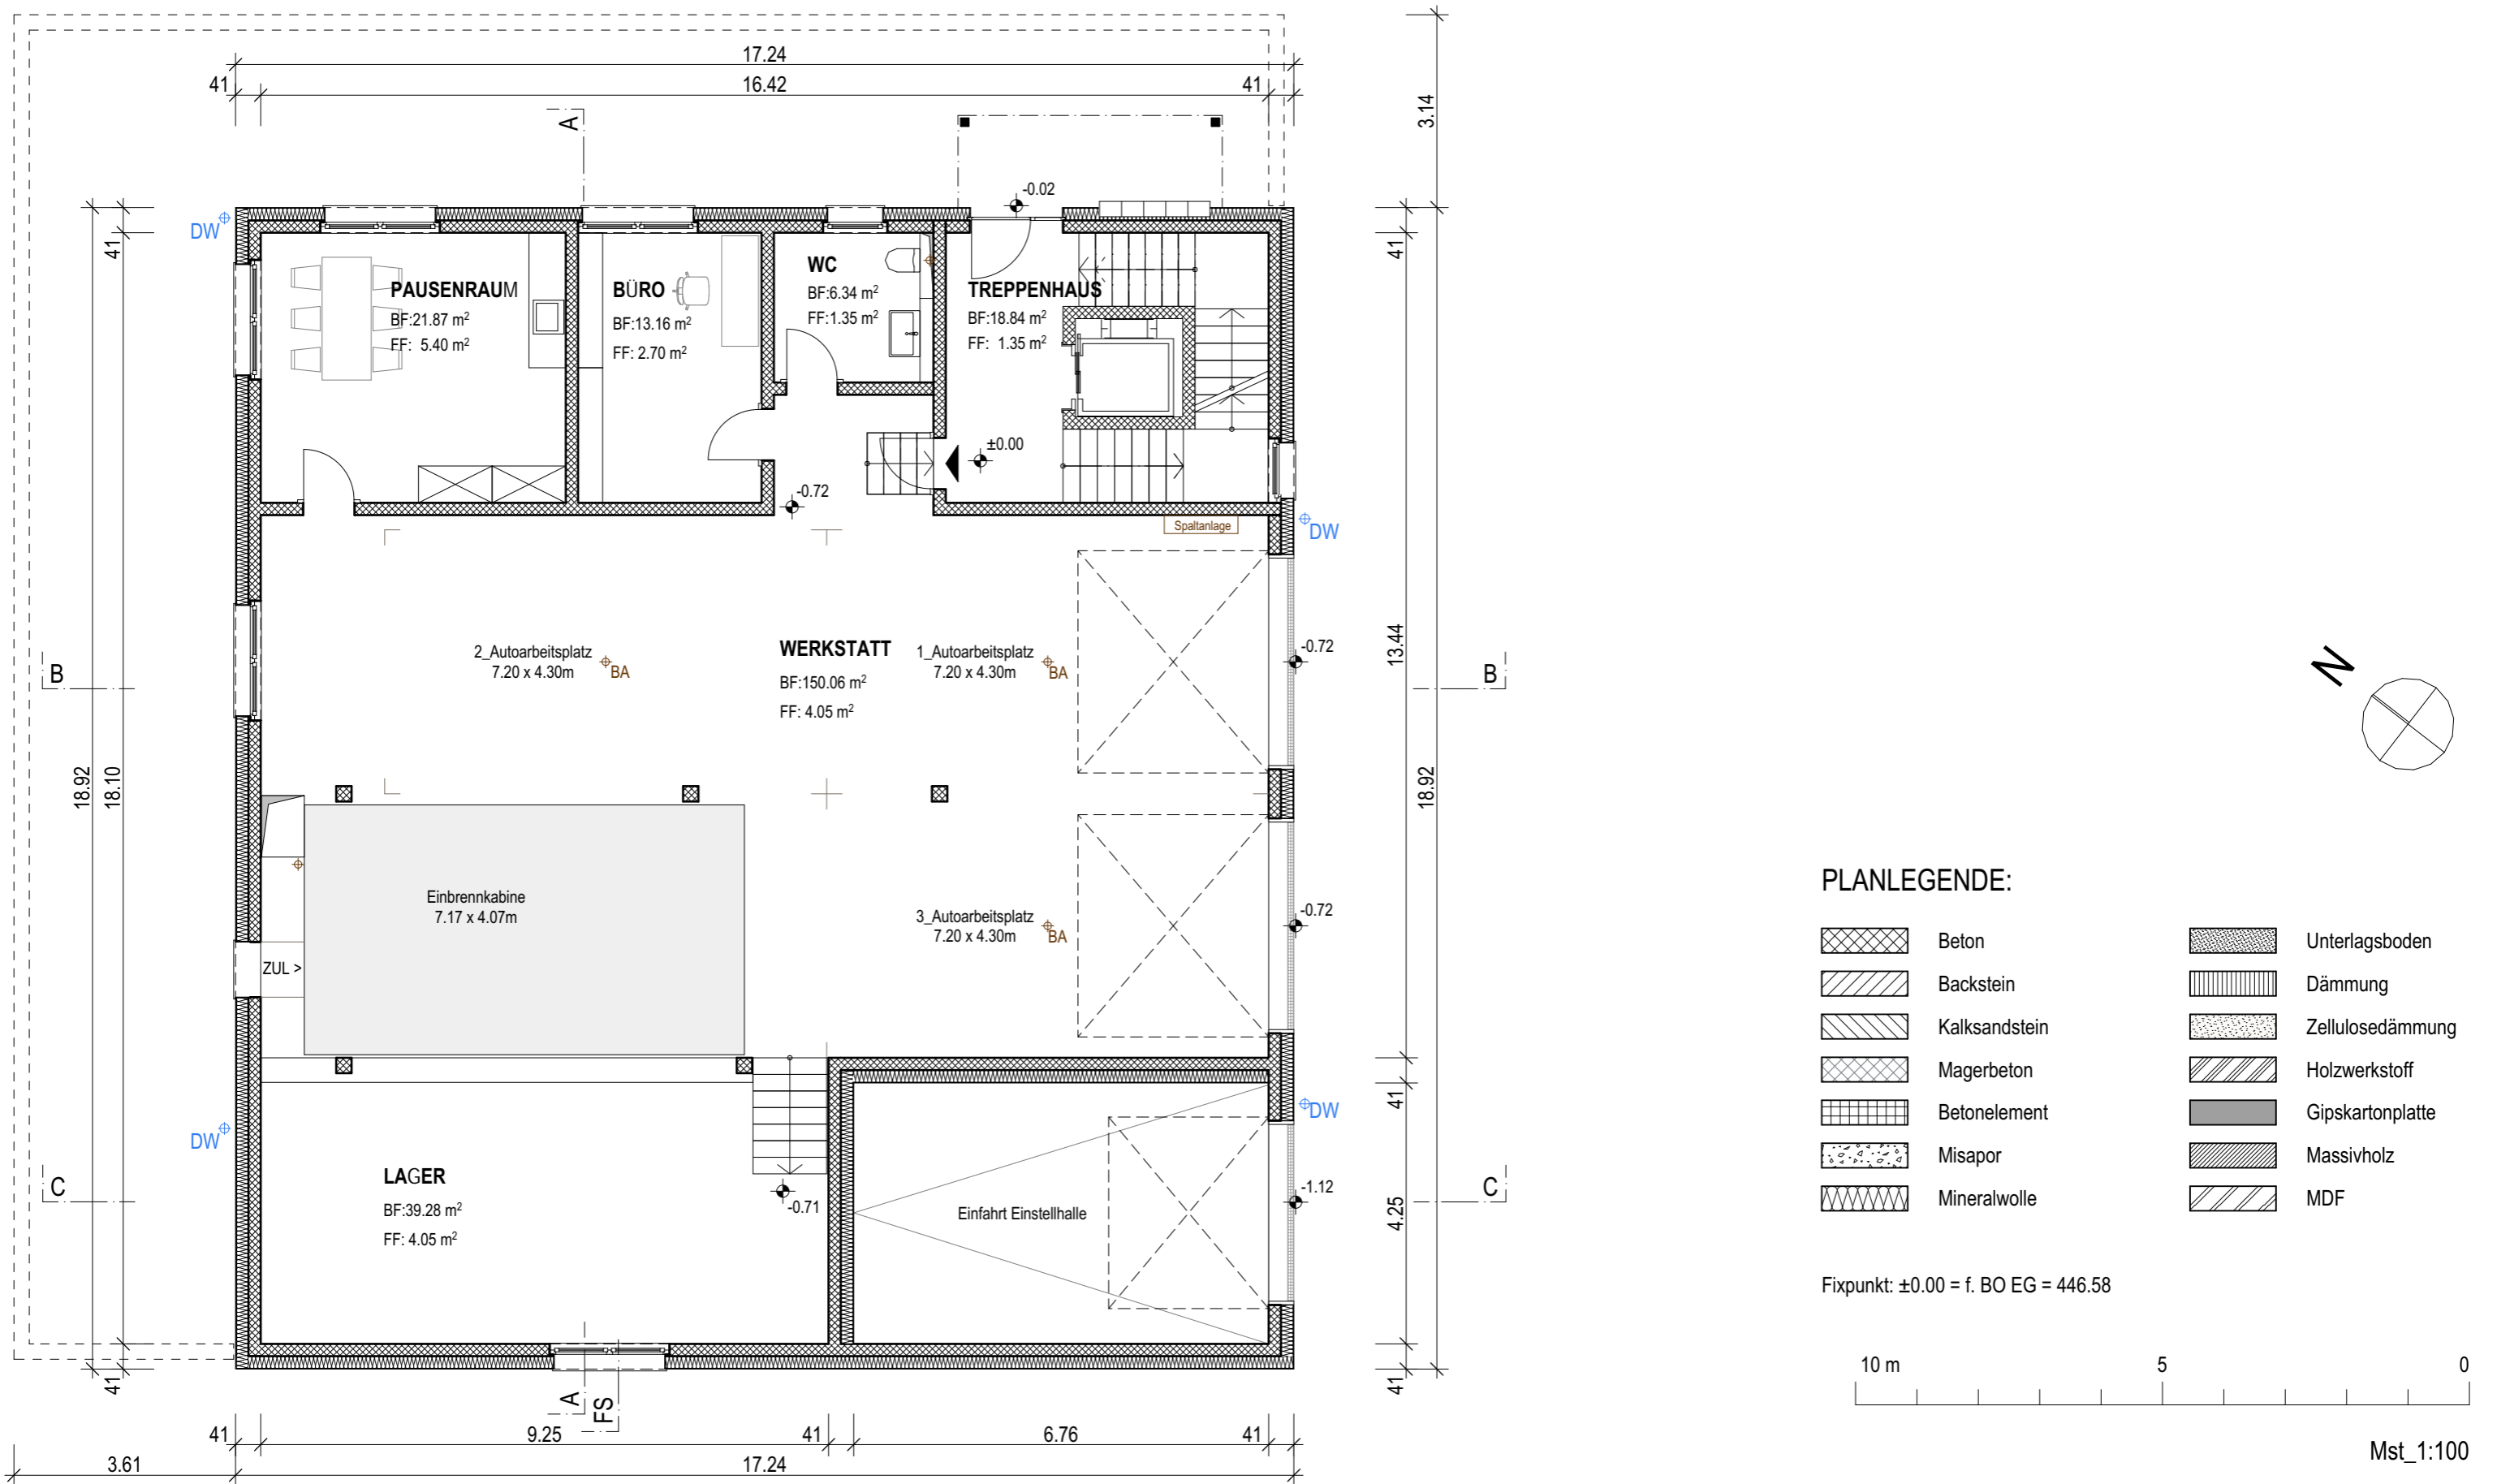 17.24
41 16.42 41
3.14
A
-0.02
DW
41
41
PAUSENRAUM
BF:21.87 m²
FF: 5.40 m²
BÜRO
BF:13.16 m²
FF: 2.70 m²
WC
BF:6.34 m²
FF:1.35 m²
TREPPENHAUS
BF:18.84 m²
FF: 1.35 m²
±0.00
-0.72
Spaltanlage
DW
2_Autoarbeitsplatz
7.20 x 4.30m
BA
WERKSTATT
BF:150.06 m²
FF: 4.05 m²
1_Autoarbeitsplatz
7.20 x 4.30m
BA
-0.72
13.44
B
B
N
18.92
18.10
18.92
Einbrennkabine
7.17 x 4.07m
ZUL >
3_Autoarbeitsplatz
7.20 x 4.30m
BA
-0.72
DW
DW
41
C
LAGER
BF:39.28 m²
FF: 4.05 m²
-0.71
Einfahrt Einstellhalle
-1.12
4.25
C
41
41
A
FS
41 9.25 41 6.76 41
3.61 17.24
PLANLEGENDE:
Beton
Backstein
Kalksandstein
Magerbeton
Betonelement
Misapor
Mineralwolle
Unterlagsboden
Dämmung
Zellulosedämmung
Holzwerkstoff
Gipskartonplatte
Massivholz
MDF
Fixpunkt: ±0.00 = f. BO EG = 446.58
10 m 5 0
Mst_1:100